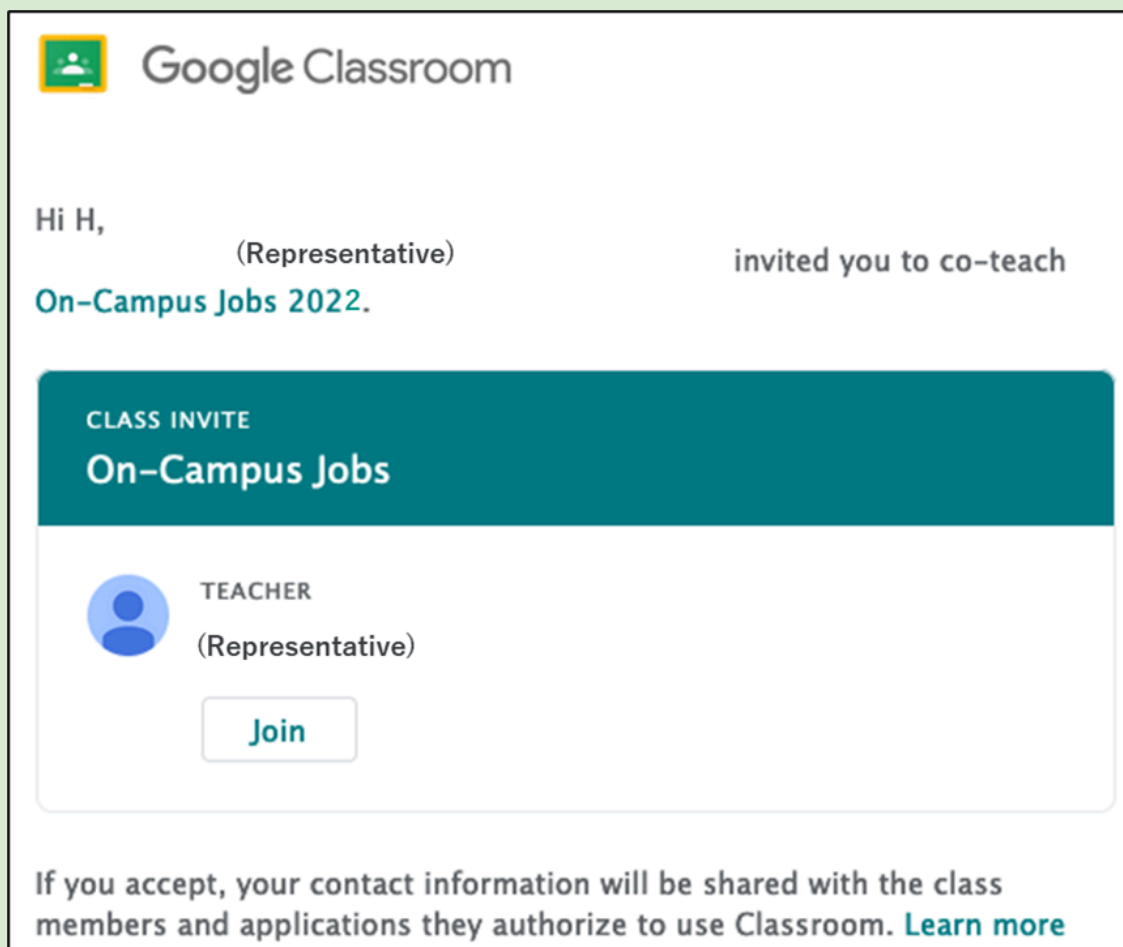 Google Classroom
Hi H,
(Representative) invited you to co-teach
On-Campus Jobs 2022.
CLASS INVITE
On-Campus Jobs
TEACHER
(Representative)
Join
If you accept, your contact information will be shared with the class
members and applications they authorize to use Classroom. Learn more